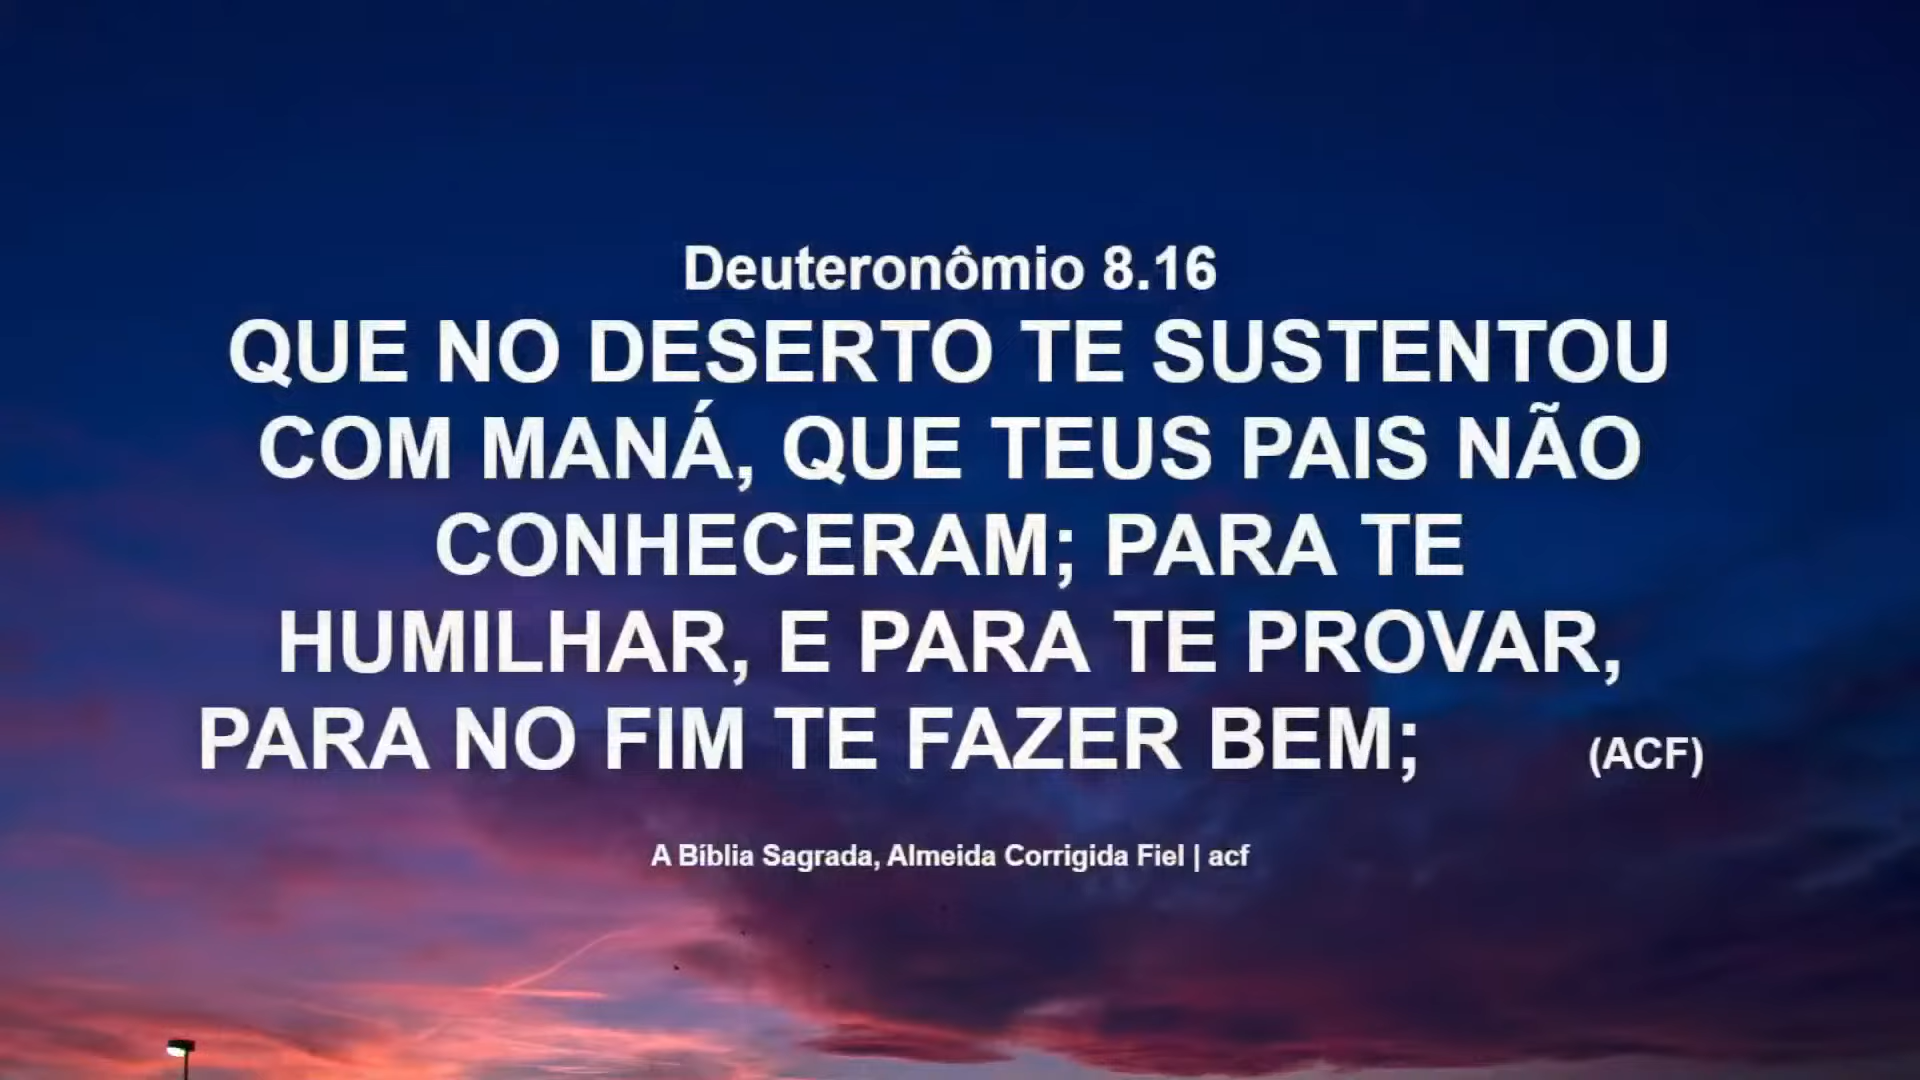 Deuteronômio 8.16
QUE NO DESERTO TE SUSTENTOU
COM MANÁ, QUE TEUS PAIS NÃO
CONHECERAM; PARA TE
HUMILHAR, E PARA TE PROVAR,
PARA NO FIM TE FAZER BEM; (ACF)
A Bíblia Sagrada, Almeida Corrigida Fiel | acf